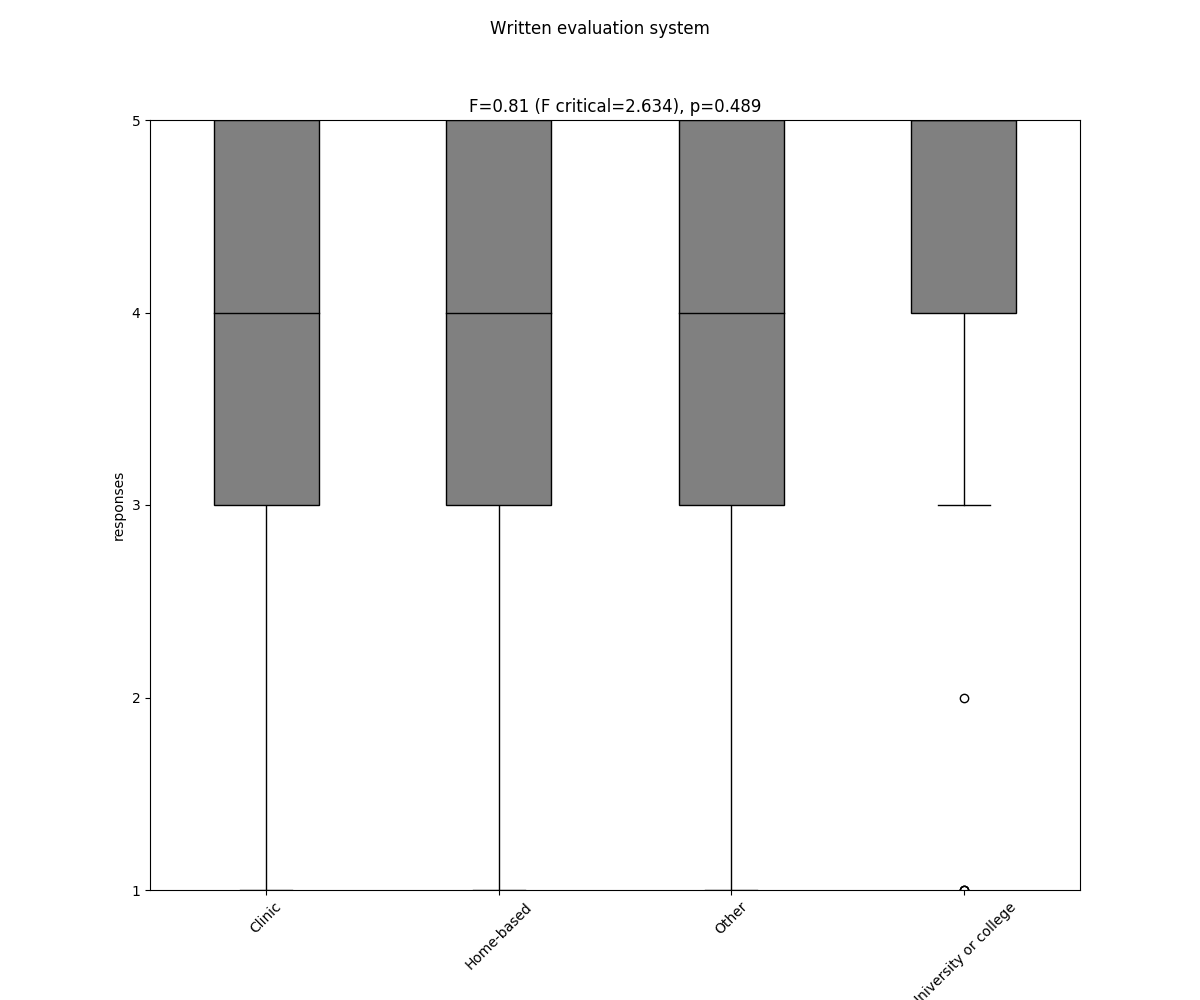 Written evaluation system
F=0.81 (F critical=2.634), p=0.489
5
4
3
2
1
responses
Clinic
Home-based
Other
University or college